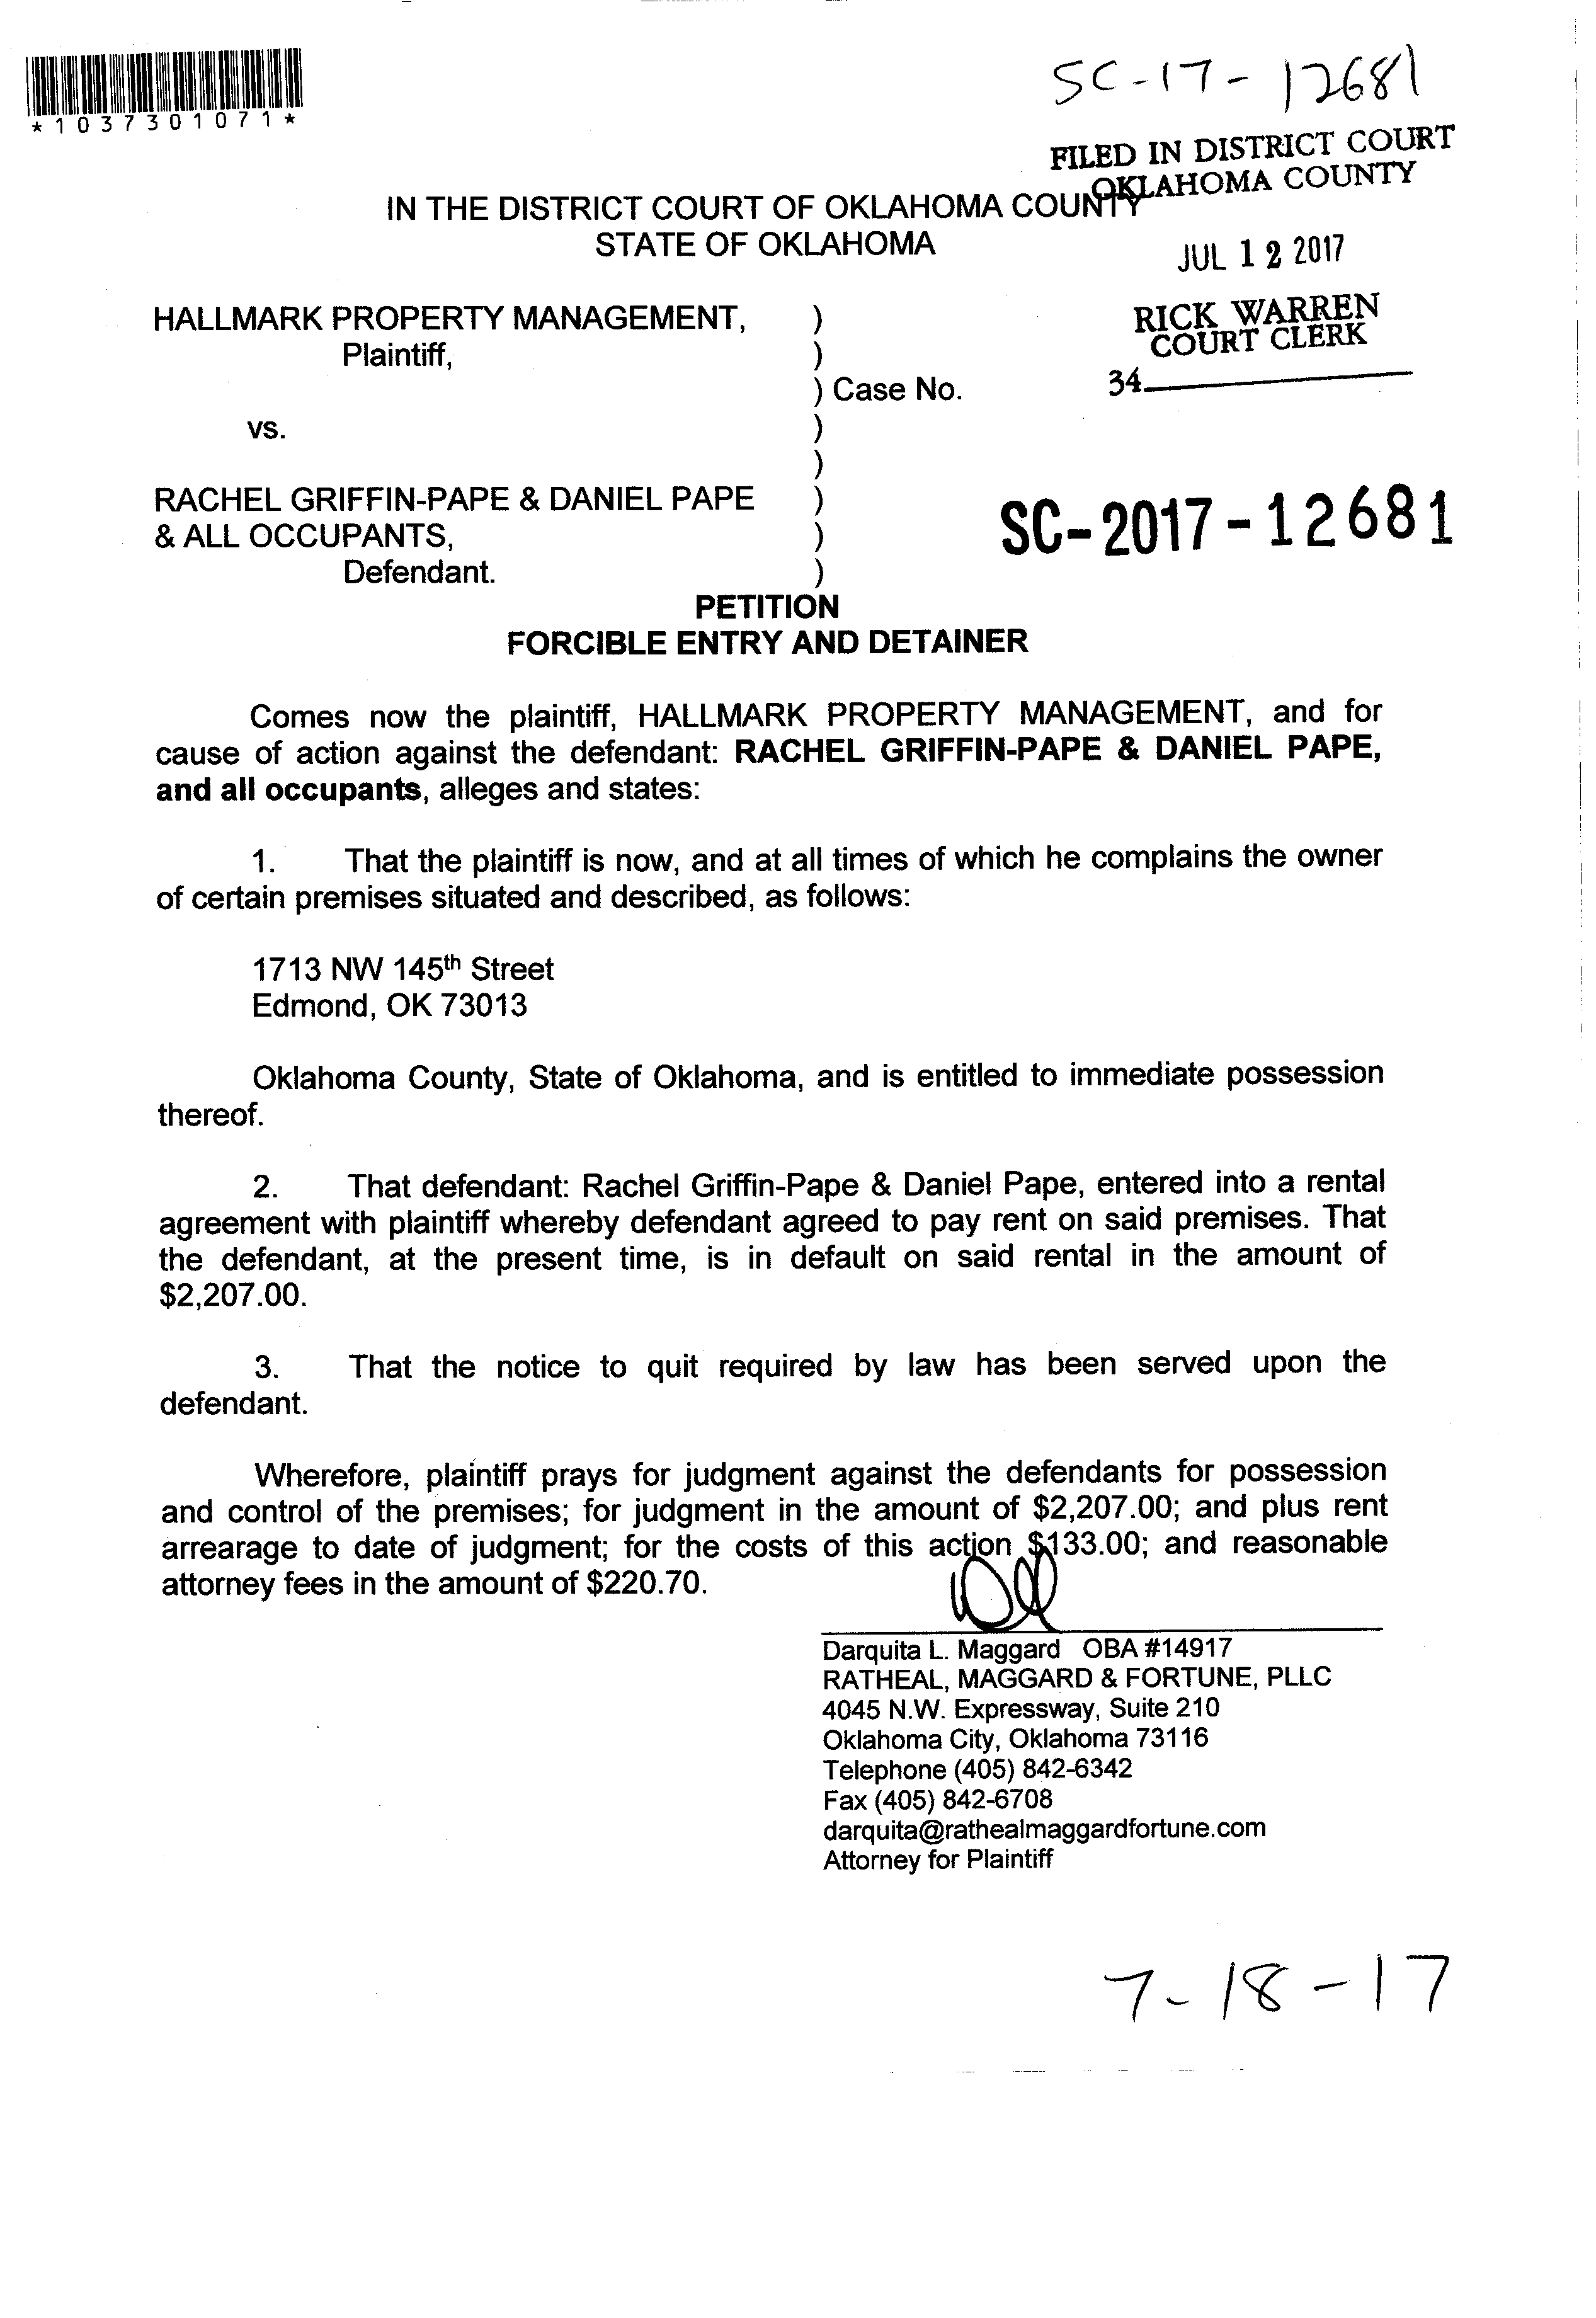 *1037301071*
SC-17-12681
FILED IN DISTRICT COURT
OKLAHOMA COUNTY
IN THE DISTRICT COURT OF OKLAHOMA COUNTY
STATE OF OKLAHOMA
JUL 12 2017
HALLMARK PROPERTY MANAGEMENT, )
Plaintiff, )
RICK WARREN
COURT CLERK
) Case No.
34
vs. )
)
RACHEL GRIFFIN-PAPE & DANIEL PAPE )
& ALL OCCUPANTS, )
Defendant. )
SC-2017-12681
PETITION
FORCIBLE ENTRY AND DETAINER
Comes now the plaintiff, HALLMARK PROPERTY MANAGEMENT, and for
cause of action against the defendant: RACHEL GRIFFIN-PAPE & DANIEL PAPE,
and all occupants, alleges and states:
1. That the plaintiff is now, and at all times of which he complains the owner
of certain premises situated and described, as follows:
1713 NW 145th Street
Edmond, OK 73013
Oklahoma County, State of Oklahoma, and is entitled to immediate possession
thereof.
2. That defendant: Rachel Griffin-Pape & Daniel Pape, entered into a rental
agreement with plaintiff whereby defendant agreed to pay rent on said premises. That
the defendant, at the present time, is in default on said rental in the amount of
$2,207.00.
3. That the notice to quit required by law has been served upon the
defendant.
Wherefore, plaintiff prays for judgment against the defendants for possession
and control of the premises; for judgment in the amount of $2,207.00; and plus rent
arrearage to date of judgment; for the costs of this action $133.00; and reasonable
attorney fees in the amount of $220.70.
Darquita L. Maggard OBA #14917
RATHEAL, MAGGARD & FORTUNE, PLLC
4045 N.W. Expressway, Suite 210
Oklahoma City, Oklahoma 73116
Telephone (405) 842-6342
Fax (405) 842-6708
darquita@rathealmaggardfortune.com
Attorney for Plaintiff
7-18-17